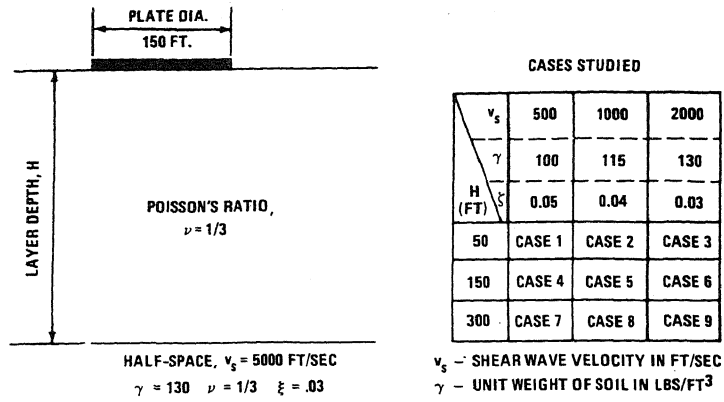 PLATE DIA.
150 FT.
LAYER DEPTH, H
POISSON'S RATIO,
ν = 1/3
HALF-SPACE, vs = 5000 FT/SEC
γ = 130 ν = 1/3 ξ = .03
CASES STUDIED
vs 500 1000 2000
γ 100 115 130
H (FT) ζ 0.05 0.04 0.03
50 CASE 1 CASE 2 CASE 3
150 CASE 4 CASE 5 CASE 6
300 CASE 7 CASE 8 CASE 9
vs – SHEAR WAVE VELOCITY IN FT/SEC
γ – UNIT WEIGHT OF SOIL IN LBS/FT3